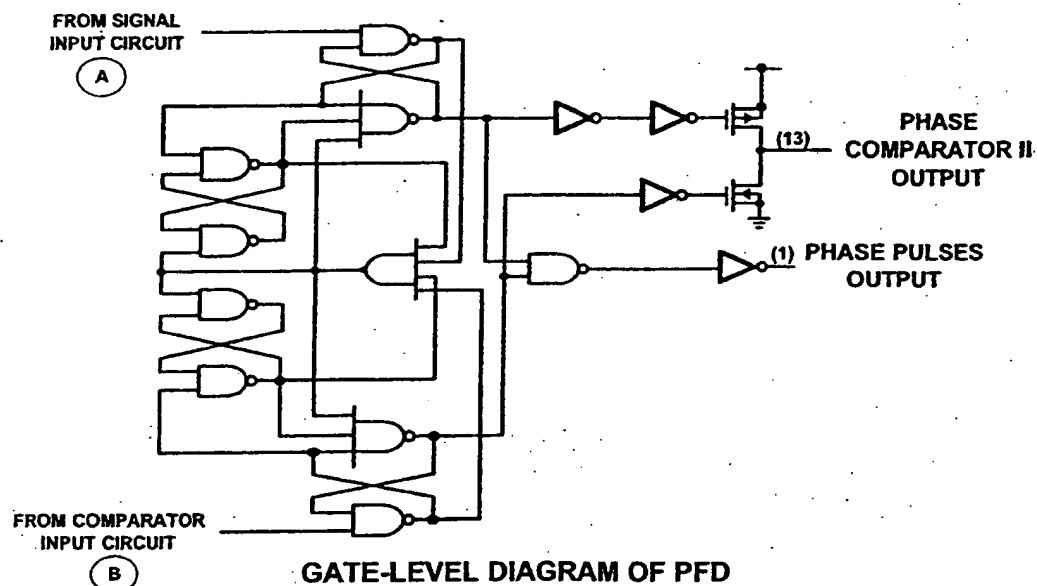 FROM SIGNAL
INPUT CIRCUIT
A
(13)
PHASE
COMPARATOR II
OUTPUT
(1)
PHASE PULSES
OUTPUT
FROM COMPARATOR
INPUT CIRCUIT
B
GATE-LEVEL DIAGRAM OF PFD